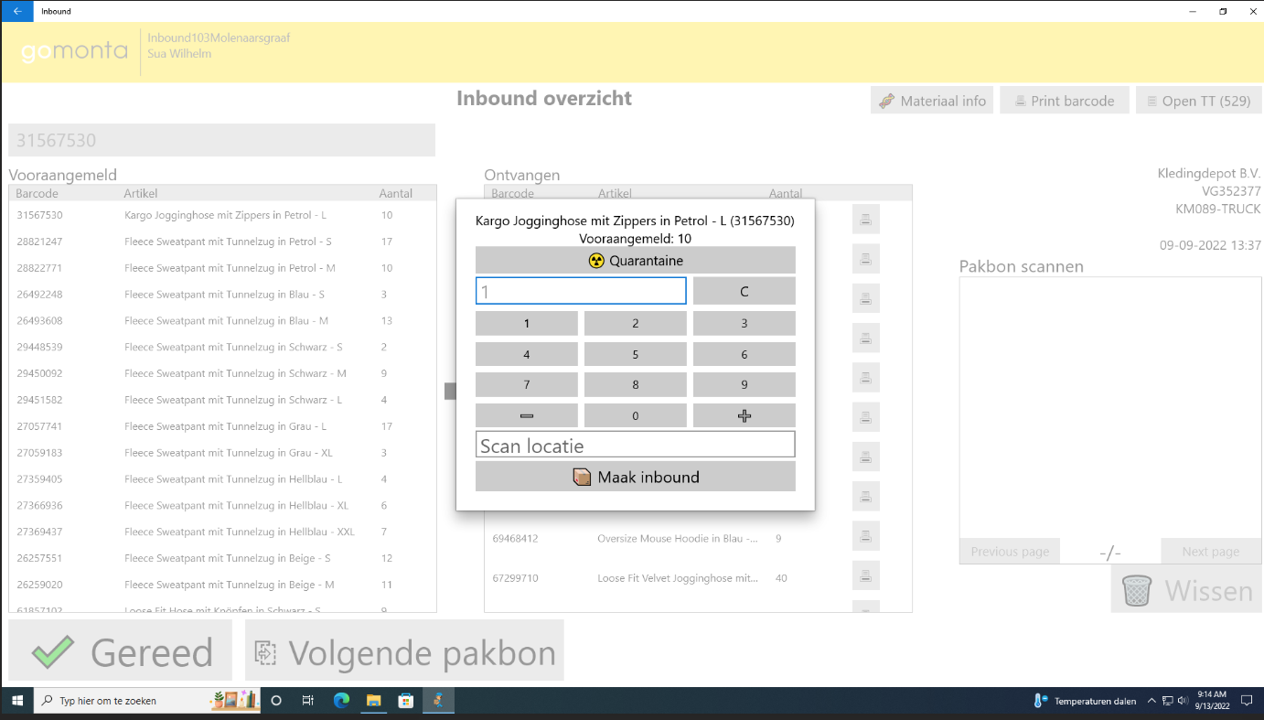 Inbound
gomonta
Inbound103Molenaarsgraaf
Sua Wilhelm
Inbound overzicht
Materiaal info
Print barcode
Open TT (529)
31567530
Vooraangemeld
Barcode Artikel Aantal
31567530 Kargo Jogginghose mit Zippers in Petrol - L 10
28821247 Fleece Sweatpant mit Tunnelzug in Petrol - S 17
28822771 Fleece Sweatpant mit Tunnelzug in Petrol - M 10
26492248 Fleece Sweatpant mit Tunnelzug in Blau - S 3
26493608 Fleece Sweatpant mit Tunnelzug in Blau - M 13
29448539 Fleece Sweatpant mit Tunnelzug in Schwarz - S 2
29450092 Fleece Sweatpant mit Tunnelzug in Schwarz - M 9
29451582 Fleece Sweatpant mit Tunnelzug in Schwarz - L 4
27057741 Fleece Sweatpant mit Tunnelzug in Grau - L 17
27059183 Fleece Sweatpant mit Tunnelzug in Grau - XL 3
27359405 Fleece Sweatpant mit Tunnelzug in Hellblau - L 4
27366936 Fleece Sweatpant mit Tunnelzug in Hellblau - XL 6
27369437 Fleece Sweatpant mit Tunnelzug in Hellblau - XXL 7
26257551 Fleece Sweatpant mit Tunnelzug in Beige - S 12
26259020 Fleece Sweatpant mit Tunnelzug in Beige - M 11
61857102 Loose Fit Hose mit Knöpfen in Schwarz - S 9
Ontvangen
Barcode Artikel Aantal
69468412 Oversize Mouse Hoodie in Blau -... 9
67299710 Loose Fit Velvet Jogginghose mit... 40
Kargo Jogginghose mit Zippers in Petrol - L (31567530)
Vooraangemeld: 10
Quarantaine
1 C
1 2 3
4 5 6
7 8 9
- 0 +
Scan locatie
Maak inbound
Kledingdepot B.V.
VG352377
KM089-TRUCK
09-09-2022 13:37
Pakbon scannen
Previous page -/- Next page
Wissen
Gereed
Volgende pakbon
Typ hier om te zoeken
Temperaturen dalen
9:14 AM
9/13/2022